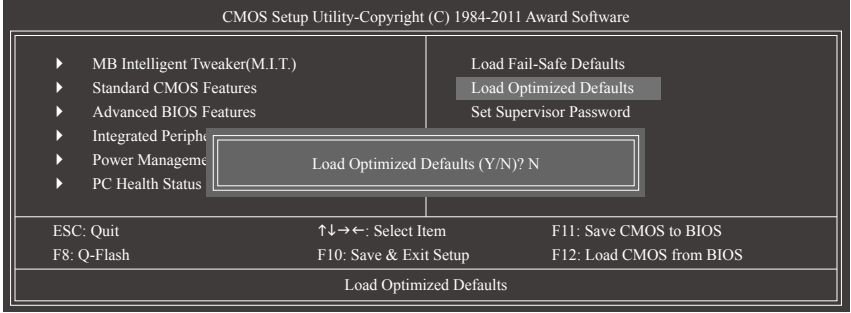 CMOS Setup Utility-Copyright (C) 1984-2011 Award Software
MB Intelligent Tweaker(M.I.T.)
Standard CMOS Features
Advanced BIOS Features
Integrated Periphe
Power Manageme
PC Health Status
Load Fail-Safe Defaults
Load Optimized Defaults
Set Supervisor Password
Load Optimized Defaults (Y/N)? N
ESC: Quit ↑↓→←: Select Item F11: Save CMOS to BIOS
F8: Q-Flash F10: Save & Exit Setup F12: Load CMOS from BIOS
Load Optimized Defaults